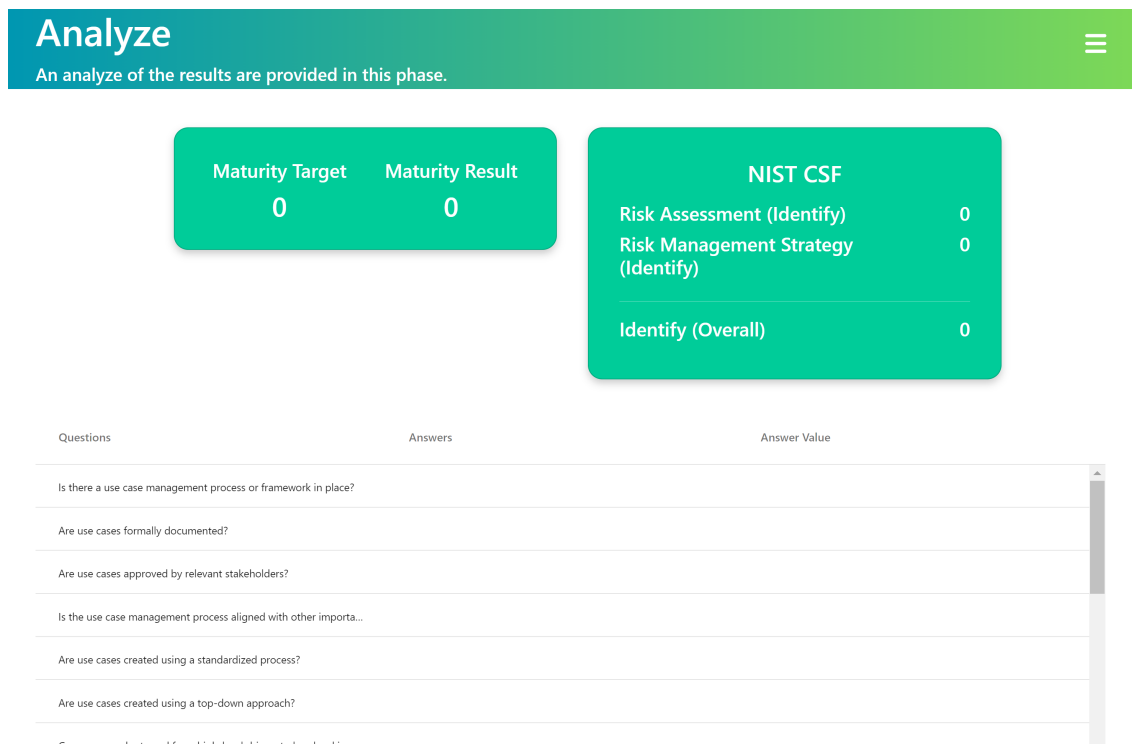 Analyze
An analyze of the results are provided in this phase.
Maturity Target
0
Maturity Result
0
NIST CSF
Risk Assessment (Identify) 0
Risk Management Strategy 0
(Identify)
Identify (Overall) 0
Questions Answers Answer Value
Is there a use case management process or framework in place?
Are use cases formally documented?
Are use cases approved by relevant stakeholders?
Is the use case management process aligned with other importa...
Are use cases created using a standardized process?
Are use cases created using a top-down approach?